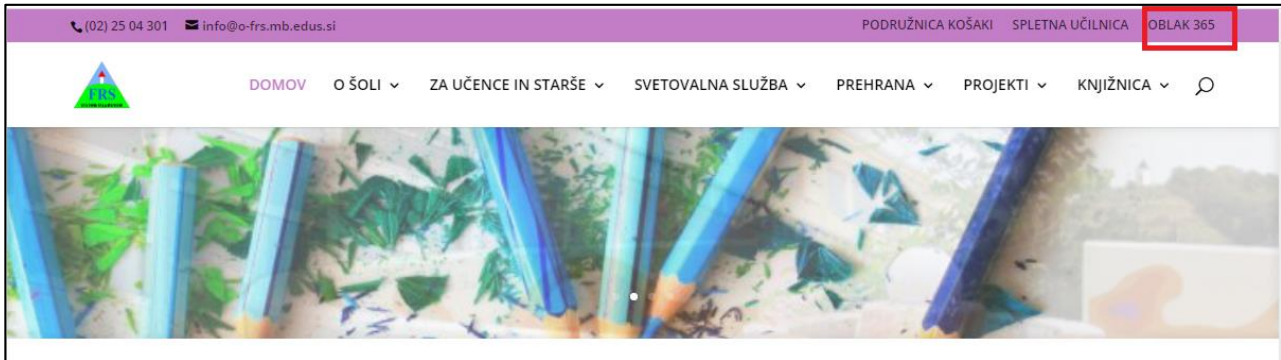 (02) 25 04 301 info@o-frs.mb.edus.si PODRUŽNICA KOŠAKI SPLETNA UČILNICA OBLAK 365
FRS
DOMOV O ŠOLI ZA UČENCE IN STARŠE SVETOVALNA SLUŽBA PREHRANA PROJEKTI KNJIŽNICA